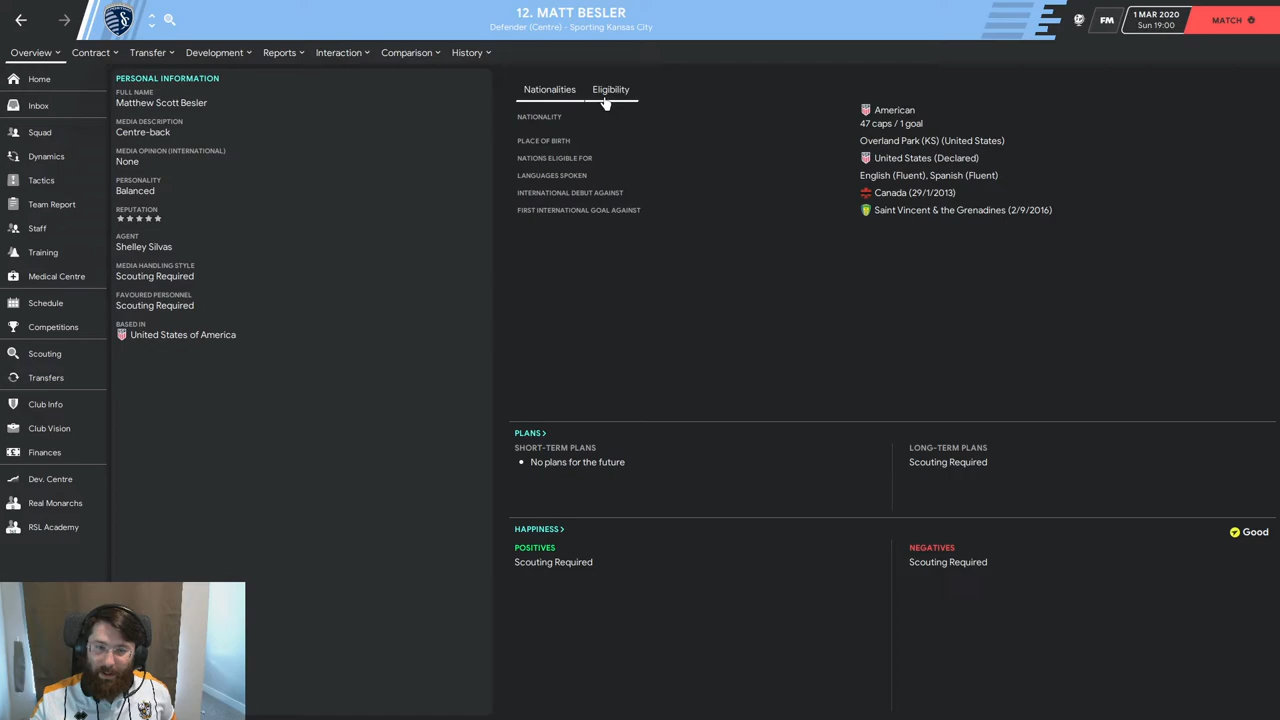 12. MATT BESLER
Defender (Centre) - Sporting Kansas City
FM
1 MAR 2020
Sun 19:00
MATCH
Overview
Contract
Transfer
Development
Reports
Interaction
Comparison
History
Home
Inbox
Squad
Dynamics
Tactics
Team Report
Staff
Training
Medical Centre
Schedule
Competitions
Scouting
Transfers
Club Info
Club Vision
Finances
Dev. Centre
Real Monarchs
RSL Academy
PERSONAL INFORMATION
FULL NAME
Matthew Scott Besler
MEDIA DESCRIPTION
Centre-back
MEDIA OPINION (INTERNATIONAL)
None
PERSONALITY
Balanced
REPUTATION
AGENT
Shelley Silvas
MEDIA HANDLING STYLE
Scouting Required
FAVOURED PERSONNEL
Scouting Required
BASED IN
United States of America
Nationalities
Eligibility
NATIONALITY
American
47 caps / 1 goal
PLACE OF BIRTH
Overland Park (KS) (United States)
NATIONS ELIGIBLE FOR
United States (Declared)
LANGUAGES SPOKEN
English (Fluent), Spanish (Fluent)
INTERNATIONAL DEBUT AGAINST
Canada (29/1/2013)
FIRST INTERNATIONAL GOAL AGAINST
Saint Vincent & the Grenadines (2/9/2016)
PLANS >
SHORT-TERM PLANS
• No plans for the future
LONG-TERM PLANS
Scouting Required
HAPPINESS >
Good
POSITIVES
Scouting Required
NEGATIVES
Scouting Required